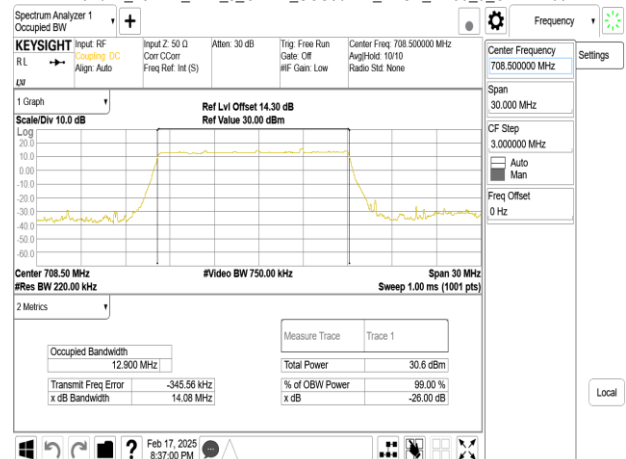 Spectrum Analyzer 1
Occupied BW
Frequency
KEYSIGHT
RL
LXI
Input: RF
Coupling: DC
Align: Auto
Input Z: 50 Ω
Corr CCorr
Freq Ref: Int (S)
Atten: 30 dB
Trig: Free Run
Gate: Off
#IF Gain: Low
Center Freq: 708.500000 MHz
Avg|Hold: 10/10
Radio Std: None
Center Frequency
708.500000 MHz
Settings
Span
30.000 MHz
CF Step
3.000000 MHz
Auto
Man
Freq Offset
0 Hz
Local
1 Graph
Scale/Div 10.0 dB
Ref Lvl Offset 14.30 dB
Ref Value 30.00 dBm
Log
20.0
10.0
0.00
-10.0
-20.0
-30.0
-40.0
-50.0
-60.0
Center 708.50 MHz
#Video BW 750.00 kHz
Span 30 MHz
#Res BW 220.00 kHz
Sweep 1.00 ms (1001 pts)
2 Metrics
Measure Trace Trace 1
Occupied Bandwidth
12.900 MHz
Total Power 30.6 dBm
Transmit Freq Error -345.56 kHz
% of OBW Power 99.00 %
x dB Bandwidth 14.08 MHz
x dB -26.00 dB
?
Feb 17, 2025
8:37:00 PM